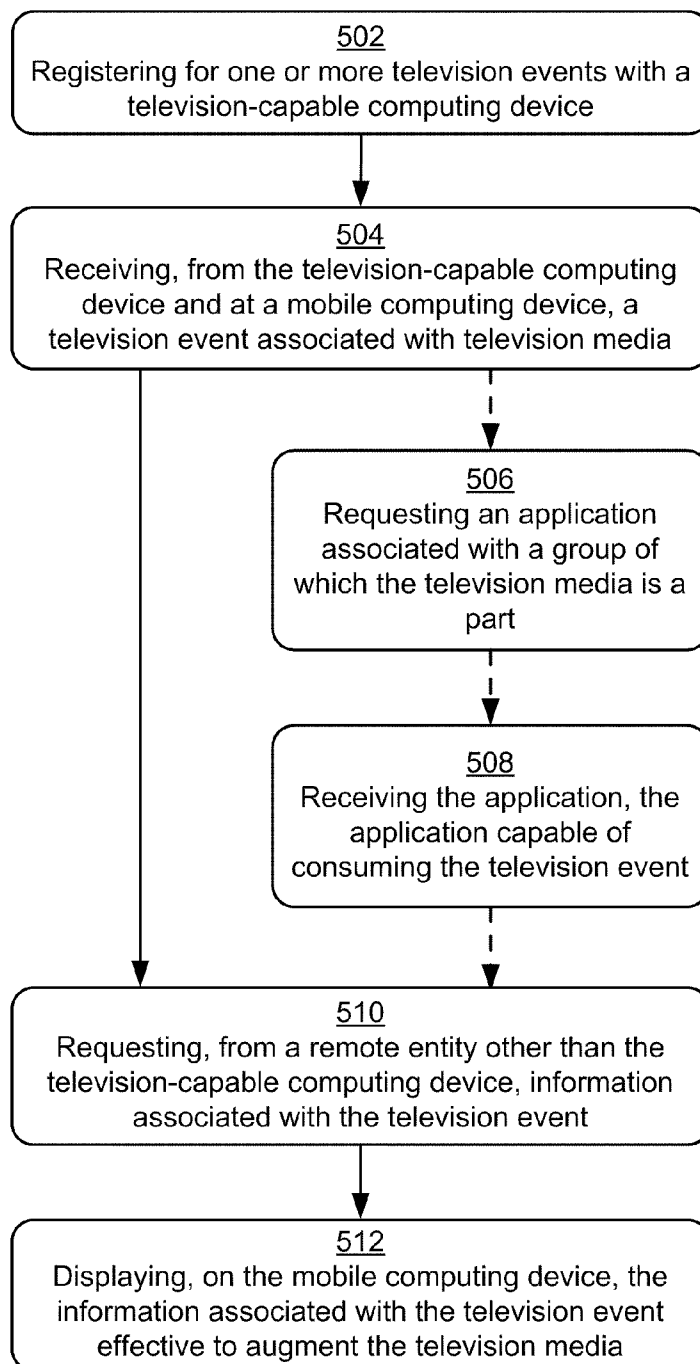 502
Registering for one or more television events with a
television-capable computing device
504
Receiving, from the television-capable computing
device and at a mobile computing device, a
television event associated with television media
506
Requesting an application
associated with a group of
which the television media is a
part
508
Receiving the application, the
application capable of
consuming the television event
510
Requesting, from a remote entity other than the
television-capable computing device, information
associated with the television event
512
Displaying, on the mobile computing device, the
information associated with the television event
effective to augment the television media